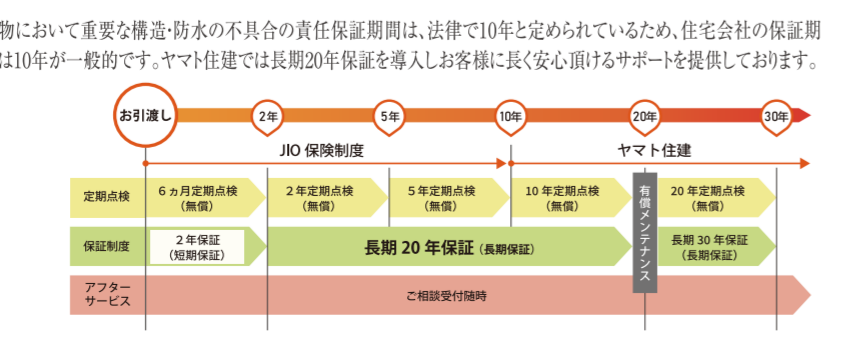 物において重要な構造・防水の不具合の責任保証期間は、法律で10年と定められているため、住宅会社の保証期
は10年が一般的です。ヤマト住建では長期20年保証を導入しお客様に長く安心頂けるサポートを提供しております。
お引渡し
2年
5年
10年
20年
30年
JIO 保険制度
ヤマト住建
定期点検
6ヵ月定期点検
(無償)
2年定期点検
(無償)
5年定期点検
(無償)
10年定期点検
(無償)
有償メンテナンス
20年定期点検
(無償)
保証制度
2年保証
(短期保証)
長期20年保証(長期保証)
長期30年保証
(長期保証)
アフター
サービス
ご相談受付随時